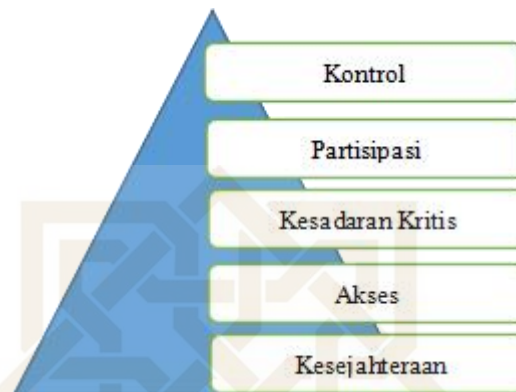 Kontrol
Partisipasi
Kesadaran Kritis
Akses
Kesejahteraan